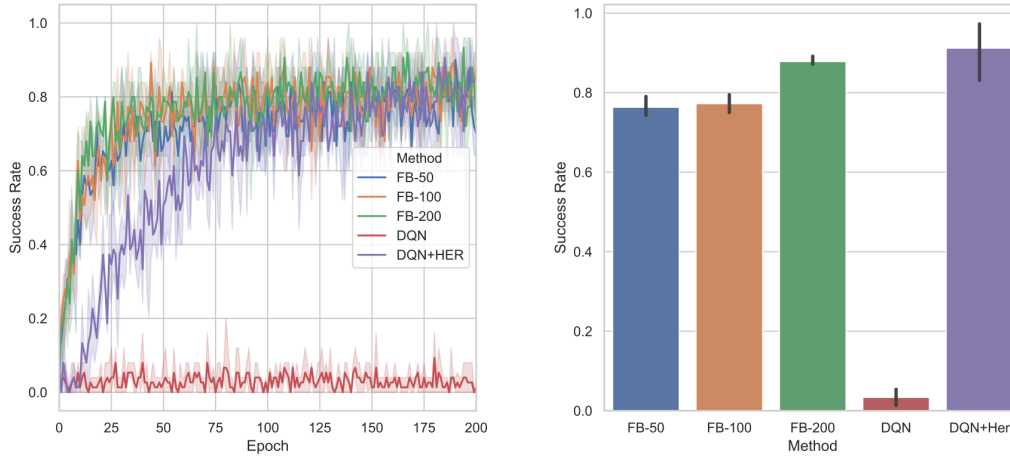 1.0
0.8
0.6
0.4
0.2
0.0
Success Rate
0 25 50 75 100 125 150 175 200
Epoch
Method
FB-50
FB-100
FB-200
DQN
DQN+HER
1.0
0.8
0.6
0.4
0.2
0.0
Success Rate
FB-50 FB-100 FB-200 DQN DQN+Her
Method